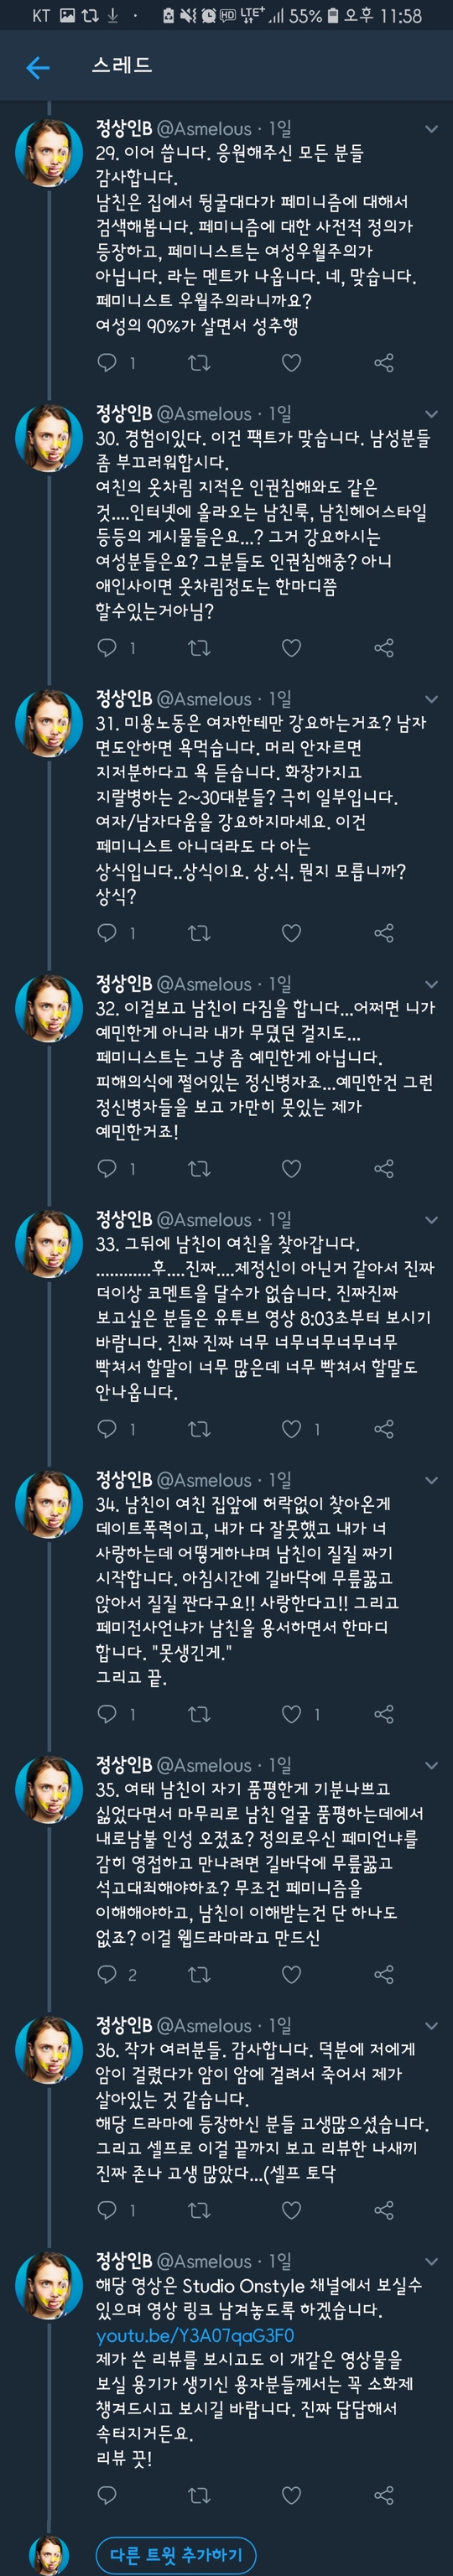 KT LTE+ 55% 오후 11:58
스레드
정상인B @Asmelous · 1일
29. 이어 씁니다. 응원해주신 모든 분들
감사합니다.
남친은 집에서 뒹굴대다가 페미니즘에 대해서
검색해봅니다. 페미니즘에 대한 사전적 정의가
등장하고, 페미니스트는 여성우월주의가
아닙니다. 라는 멘트가 나옵니다. 네, 맞습니다.
페미니스트 우월주의라니까요?
여성의 90%가 살면서 성추행
1
정상인B @Asmelous · 1일
30. 경험이있다. 이건 팩트가 맞습니다. 남성분들
좀 부끄러워합시다.
여친의 옷차림 지적은 인권침해와도 같은
것....인터넷에 올라오는 남친룩, 남친헤어스타일
등등의 게시물들은요...? 그거 강요하시는
여성분들은요? 그분들도 인권침해중? 아니
애인사이면 옷차림정도는 한마디쯤
할수있는거아님?
1
정상인B @Asmelous · 1일
31. 미용노동은 여자한테만 강요하는거죠? 남자
면도안하면 욕먹습니다. 머리 안자르면
지저분하다고 욕 듣습니다. 화장가지고
지랄병하는 2~30대분들? 극히 일부입니다.
여자/남자다움을 강요하지마세요. 이건
페미니스트 아니더라도 다 아는
상식입니다..상식이요. 상.식. 뭔지 모릅니까?
상식?
1
정상인B @Asmelous · 1일
32. 이걸보고 남친이 다짐을 합니다...어쩌면 니가
예민한게 아니라 내가 무뎠던 걸지도...
페미니스트는 그냥 좀 예민한게 아닙니다.
피해의식에 쩔어있는 정신병자죠...예민한건 그런
정신병자들을 보고 가만히 못있는 제가
예민한거죠!
1
정상인B @Asmelous · 1일
33. 그뒤에 남친이 여친을 찾아갑니다.
............후....진짜....제정신이 아닌거 같아서 진짜
더이상 코멘트를 달수가 없습니다. 진짜진짜
보고싶은 분들은 유투브 영상 8:03초부터 보시기
바랍니다. 진짜 진짜 너무 너무너무너무너무
빡쳐서 할말이 너무 많은데 너무 빡쳐서 할말도
안나옵니다.
1 1
정상인B @Asmelous · 1일
34. 남친이 여친 집앞에 허락없이 찾아온게
데이트폭력이고, 내가 다 잘못했고 내가 너
사랑하는데 어떻게하냐며 남친이 질질 짜기
시작합니다. 아침시간에 길바닥에 무릎꿇고
앉아서 질질 짠다구요!! 사랑한다고!! 그리고
페미전사언냐가 남친을 용서하면서 한마디
합니다. "못생긴게."
그리고 끝.
1 1
정상인B @Asmelous · 1일
35. 여태 남친이 자기 품평한게 기분나쁘고
싫었다면서 마무리로 남친 얼굴 품평하는데에서
내로남불 인성 오졌죠? 정의로우신 페미언냐를
감히 영접하고 만나려면 길바닥에 무릎꿇고
석고대죄해야하죠? 무조건 페미니즘을
이해해야하고, 남친이 이해받는건 단 하나도
없죠? 이걸 웹드라마라고 만드신
2
정상인B @Asmelous · 1일
36. 작가 여러분들. 감사합니다. 덕분에 저에게
암이 걸렸다가 암이 암에 걸려서 죽어서 제가
살아있는 것 같습니다.
해당 드라마에 등장하신 분들 고생많으셨습니다.
그리고 셀프로 이걸 끝까지 보고 리뷰한 나새끼
진짜 존나 고생 많았다...(셀프 토닥
1
정상인B @Asmelous · 1일
해당 영상은 Studio Onstyle 채널에서 보실수
있으며 영상 링크 남겨놓도록 하겠습니다.
youtu.be/Y3A07qaG3F0
제가 쓴 리뷰를 보시고도 이 개같은 영상물을
보실 용기가 생기신 용자분들께서는 꼭 소화제
챙겨드시고 보시길 바랍니다. 진짜 답답해서
속터지거든요.
리뷰 끗!
다른 트윗 추가하기